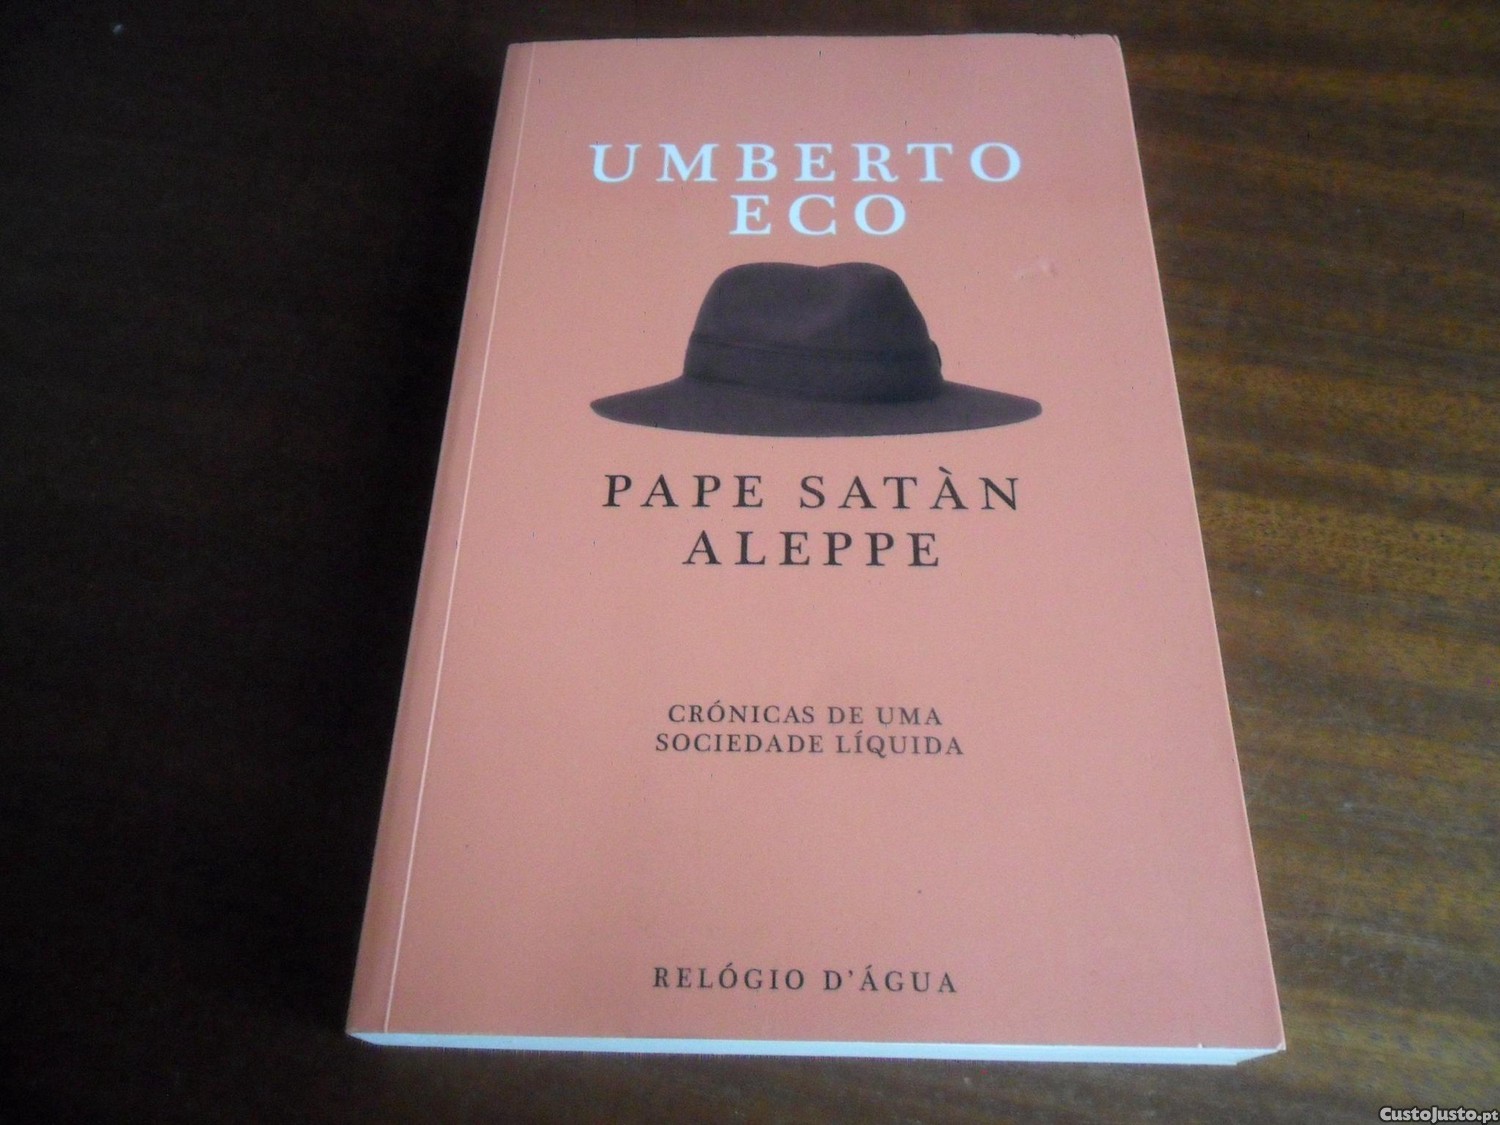 UMBERTO
ECO
PAPE SATÀN
ALEPPE
CRÓNICAS DE UMA
SOCIEDADE LÍQUIDA
RELÓGIO D'ÁGUA
CustoJusto.pt